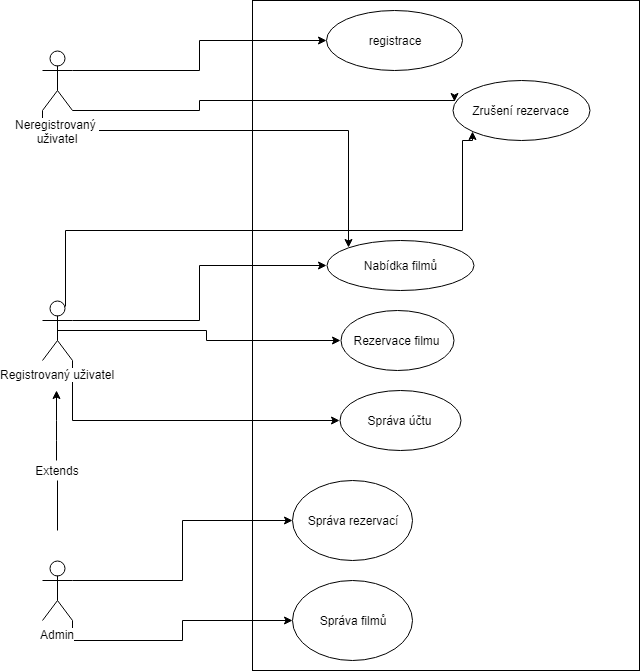 registrace
Zrušení rezervace
Neregistrovaný
uživatel
Nabídka filmů
Rezervace filmu
Registrovaný uživatel
Správa účtu
Extends
Správa rezervací
Správa filmů
Admin